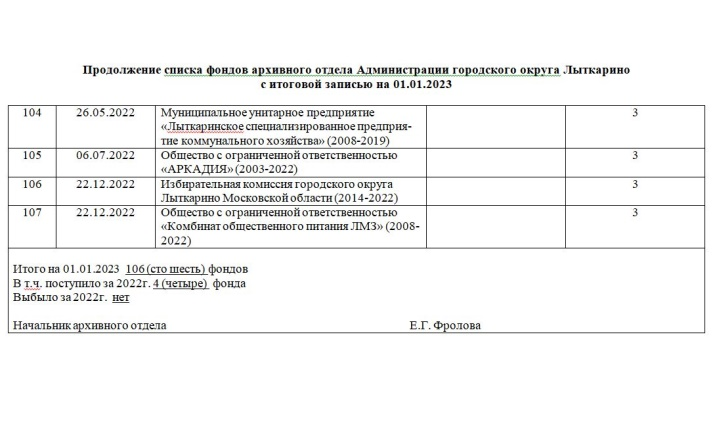 Продолжение списка фондов архивного отдела Администрации городского округа Лыткарино
с итоговой записью на 01.01.2023
104 26.05.2022 Муниципальное унитарное предприятие 3
«Лыткаринское специализированное предприя-
тие коммунального хозяйства» (2008-2019)
105 06.07.2022 Общество с ограниченной ответственностью 3
«АРКАДИЯ» (2003-2022)
106 22.12.2022 Избирательная комиссия городского округа 3
Лыткарино Московской области (2014-2022)
107 22.12.2022 Общество с ограниченной ответственностью 3
«Комбинат общественного питания ЛМЗ» (2008-
2022)
Итого на 01.01.2023 106 (сто шесть) фондов
В т.ч. поступило за 2022г. 4 (четыре) фонда
Выбыло за 2022г. нет
Начальник архивного отдела Е.Г. Фролова